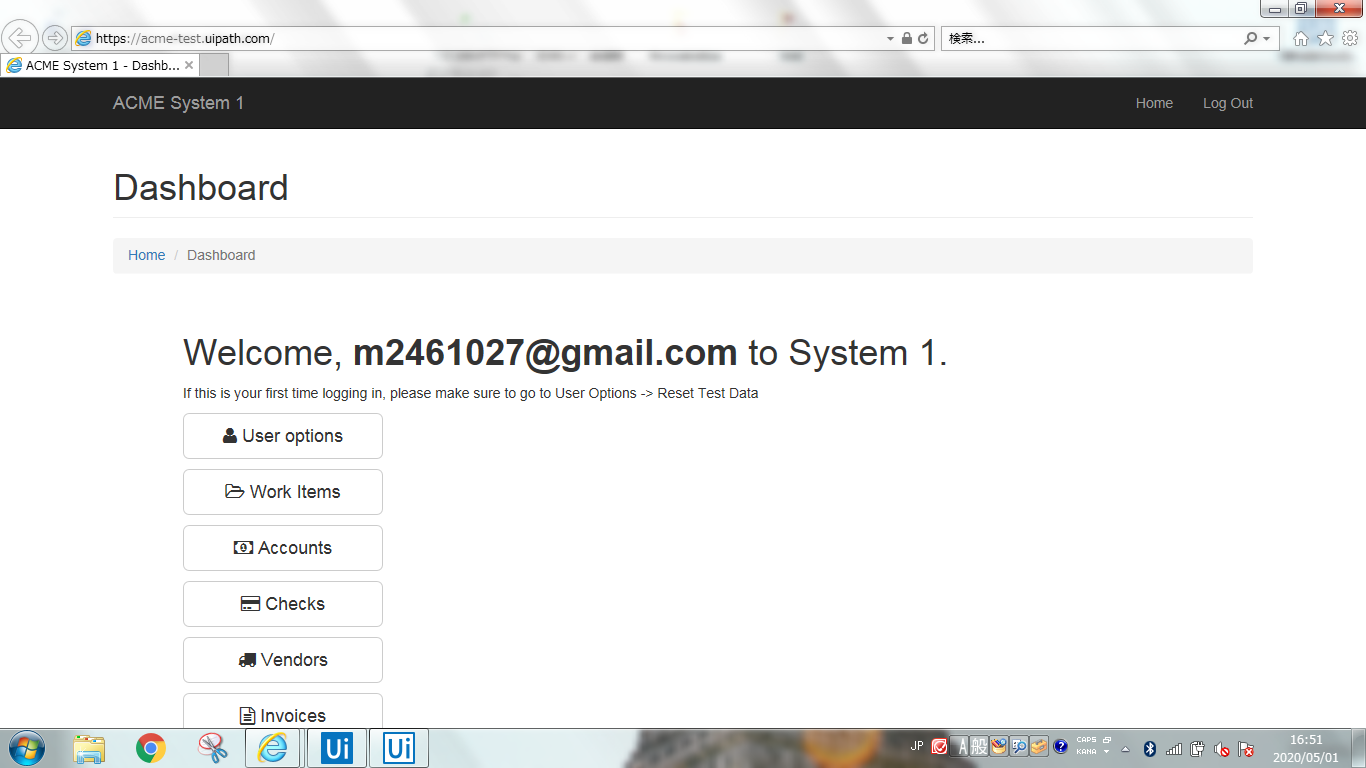 https://acme-test.uipath.com/
検索...
ACME System 1 - Dashb...
ACME System 1
Home
Log Out
Dashboard
Home / Dashboard
Welcome, m2461027@gmail.com to System 1.
If this is your first time logging in, please make sure to go to User Options -> Reset Test Data
User options
Work Items
Accounts
Checks
Vendors
Invoices
Ui
Ui
JP
A般
CAPS
KANA
16:51
2020/05/01